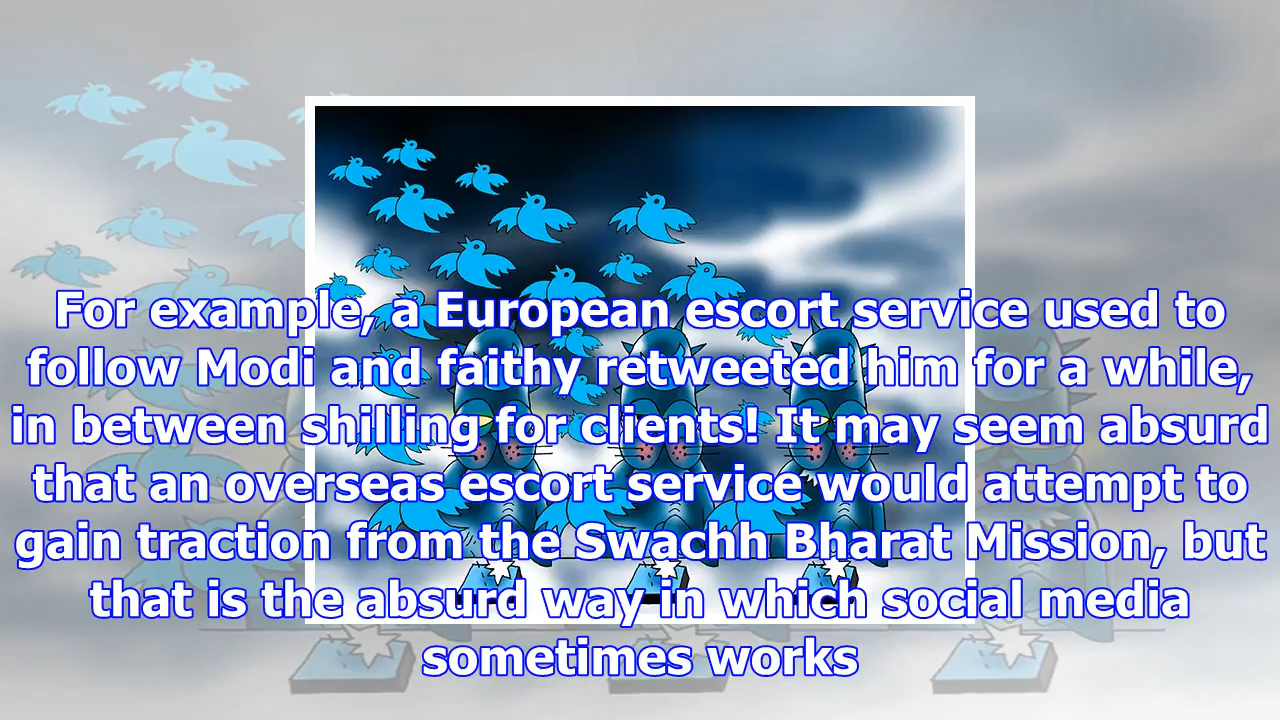 For example, a European escort service used to
follow Modi and faithy retweeted him for a while,
in between shilling for clients! It may seem absurd
that an overseas escort service would attempt to
gain traction from the Swachh Bharat Mission, but
that is the absurd way in which social media
sometimes works